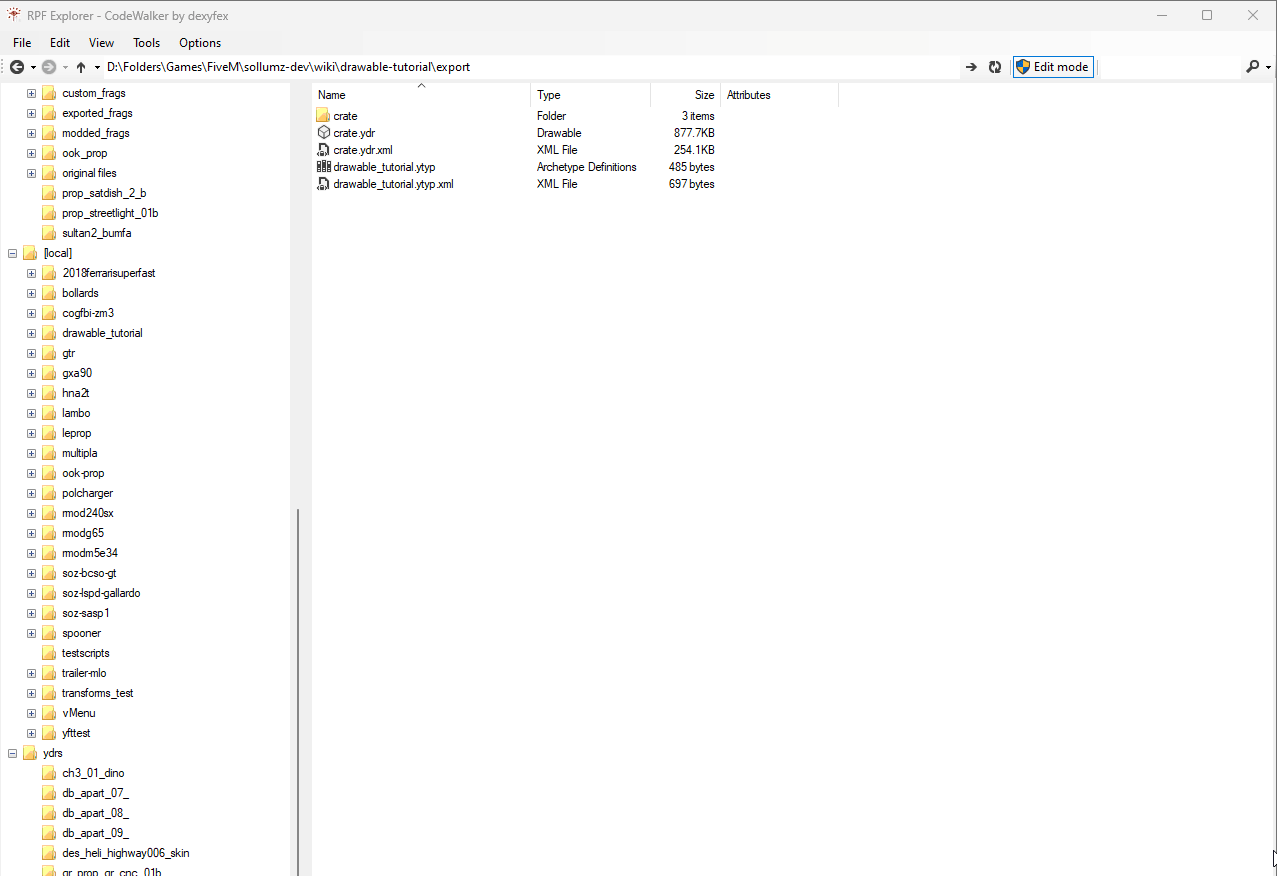 RPF Explorer - CodeWalker by dexyfex
File Edit View Tools Options
D:\Folders\Games\FiveM\sollumz-dev\wiki\drawable-tutorial\export Edit mode
custom_frags
exported_frags
modded_frags
ook_prop
original files
prop_satdish_2_b
prop_streetlight_01b
sultan2_bumfa
[local]
2018ferrarisuperfast
bollards
cogfbi-zm3
drawable_tutorial
gtr
gxa90
hna2t
lambo
leprop
multipla
ook-prop
polcharger
rmod240sx
rmodg65
modm5e34
soz-bcso-gt
soz-lspd-gallardo
soz-sasp1
spooner
testscripts
trailer-mlo
transforms_test
vMenu
yfttest
ydrs
ch3_01_dino
db_apart_07_
db_apart_08_
db_apart_09_
des_heli_highway006_skin
gr_prop_gr_cnc_01b
Name Type Size Attributes
crate Folder 3 items
crate.ydr Drawable 877.7KB
crate.ydr.xml XML File 254.1KB
drawable_tutorial.ytyp Archetype Definitions 485 bytes
drawable_tutorial.ytyp.xml XML File 697 bytes